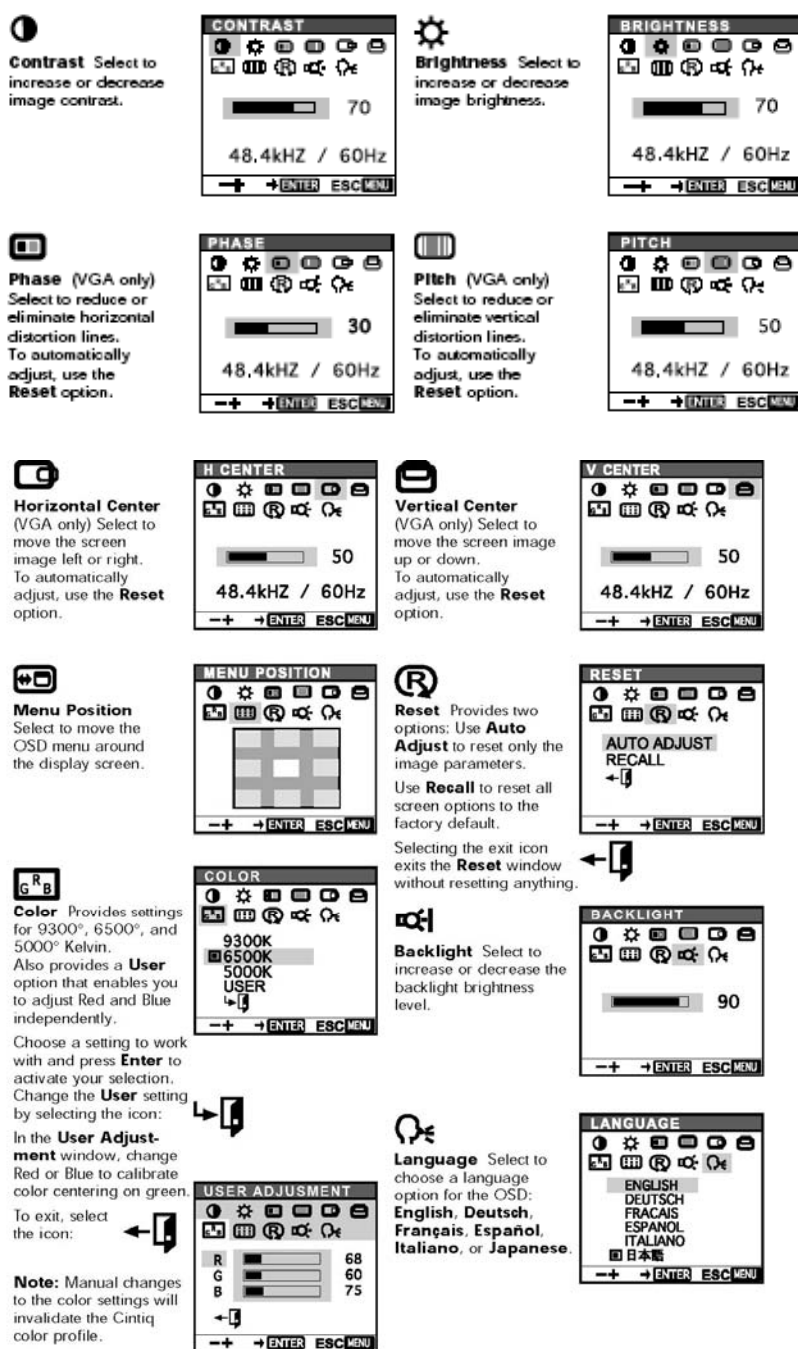 Contrast Select to
increase or decrease
image contrast.
CONTRAST
70
48.4kHZ / 60Hz
−+ →ENTER ESC MENU
Brightness Select to
increase or decrease
image brightness.
BRIGHTNESS
70
48.4kHZ / 60Hz
−+ →ENTER ESC MENU
Phase (VGA only)
Select to reduce or
eliminate horizontal
distortion lines.
To automatically
adjust, use the
Reset option.
PHASE
30
48.4kHZ / 60Hz
−+ →ENTER ESC MENU
Pitch (VGA only)
Select to reduce or
eliminate vertical
distortion lines.
To automatically
adjust, use the
Reset option.
PITCH
50
48.4kHZ / 60Hz
−+ →ENTER ESC MENU
Horizontal Center
(VGA only) Select to
move the screen
image left or right.
To automatically
adjust, use the Reset
option.
H CENTER
50
48.4kHZ / 60Hz
−+ →ENTER ESC MENU
Vertical Center
(VGA only) Select to
move the screen image
up or down.
To automatically
adjust, use the Reset
option.
V CENTER
50
48.4kHZ / 60Hz
−+ →ENTER ESC MENU
Menu Position
Select to move the
OSD menu around
the display screen.
MENU POSITION
−+ →ENTER ESC MENU
R
Reset Provides two
options: Use Auto
Adjust to reset only the
image parameters.
Use Recall to reset all
screen options to the
factory default.
Selecting the exit icon
exits the Reset window
without resetting anything.
RESET
AUTO ADJUST
RECALL
−+ →ENTER ESC MENU
G R B
Color Provides settings
for 9300°, 6500°, and
5000° Kelvin.
Also provides a User
option that enables you
to adjust Red and Blue
independently.
Choose a setting to work
with and press Enter to
activate your selection.
Change the User setting
by selecting the icon:
In the User Adjust-
ment window, change
Red or Blue to calibrate
color centering on green.
To exit, select
the icon:
Note: Manual changes
to the color settings will
invalidate the Cintiq
color profile.
COLOR
9300K
6500K
5000K
USER
−+ →ENTER ESC MENU
USER ADJUSMENT
R 68
G 60
B 75
−+ →ENTER ESC MENU
Backlight Select to
increase or decrease the
backlight brightness
level.
BACKLIGHT
90
−+ →ENTER ESC MENU
Language Select to
choose a language
option for the OSD:
English, Deutsch,
Français, Español,
Italiano, or Japanese.
LANGUAGE
ENGLISH
DEUTSCH
FRACAIS
ESPANOL
ITALIANO
日本語
−+ →ENTER ESC MENU